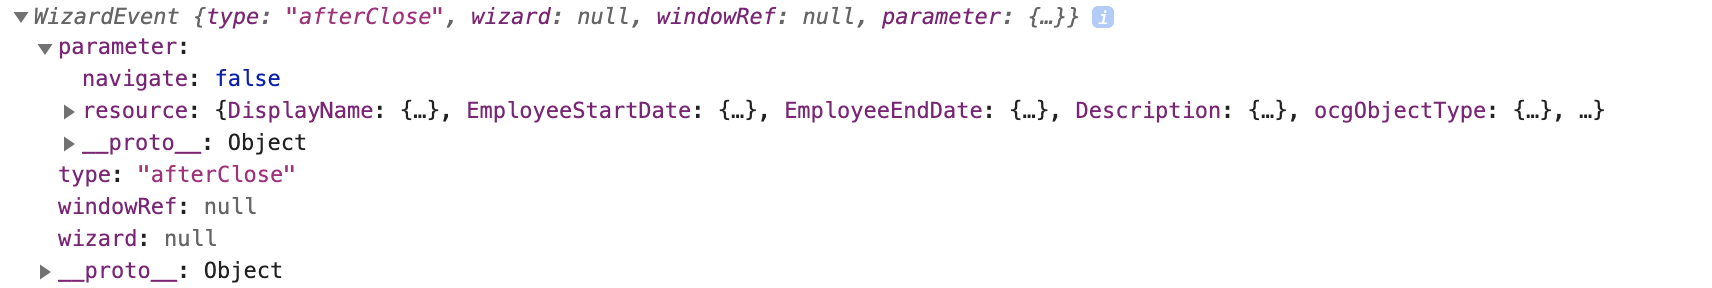 ▼WizardEvent {type: "afterClose", wizard: null, windowRef: null, parameter: {…}} i
▼parameter:
navigate: false
▶resource: {DisplayName: {…}, EmployeeStartDate: {…}, EmployeeEndDate: {…}, Description: {…}, ocgObjectType: {…}, …}
▶__proto__: Object
type: "afterClose"
windowRef: null
wizard: null
▶__proto__: Object